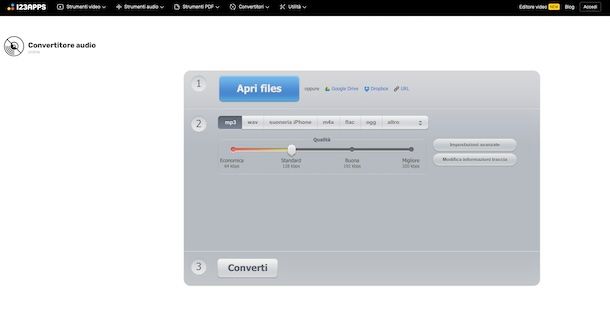 123APPS Strumenti video Strumenti audio Strumenti PDF Convertitori Utilità Editore video Blog Accedi
Convertitore audio
1 Apri files oppure Google Drive Dropbox URL
2 mp3 wav suoneria iPhone m4a flac ogg altro
Qualità
Economica Standard Buona Migliore
64 kbps 128 kbps 192 kbps 320 kbps
Impostazioni avanzate
Modifica informazioni traccia
3 Converti